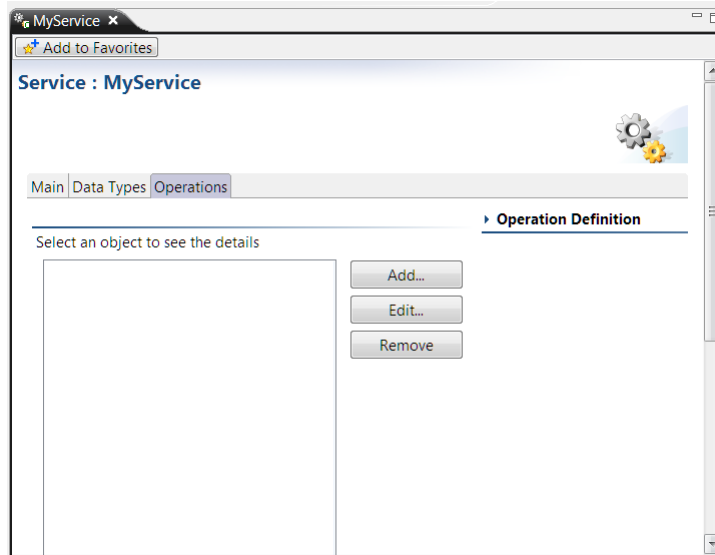 MyService
Add to Favorites
Service : MyService
Main Data Types Operations
Operation Definition
Select an object to see the details
Add...
Edit...
Remove